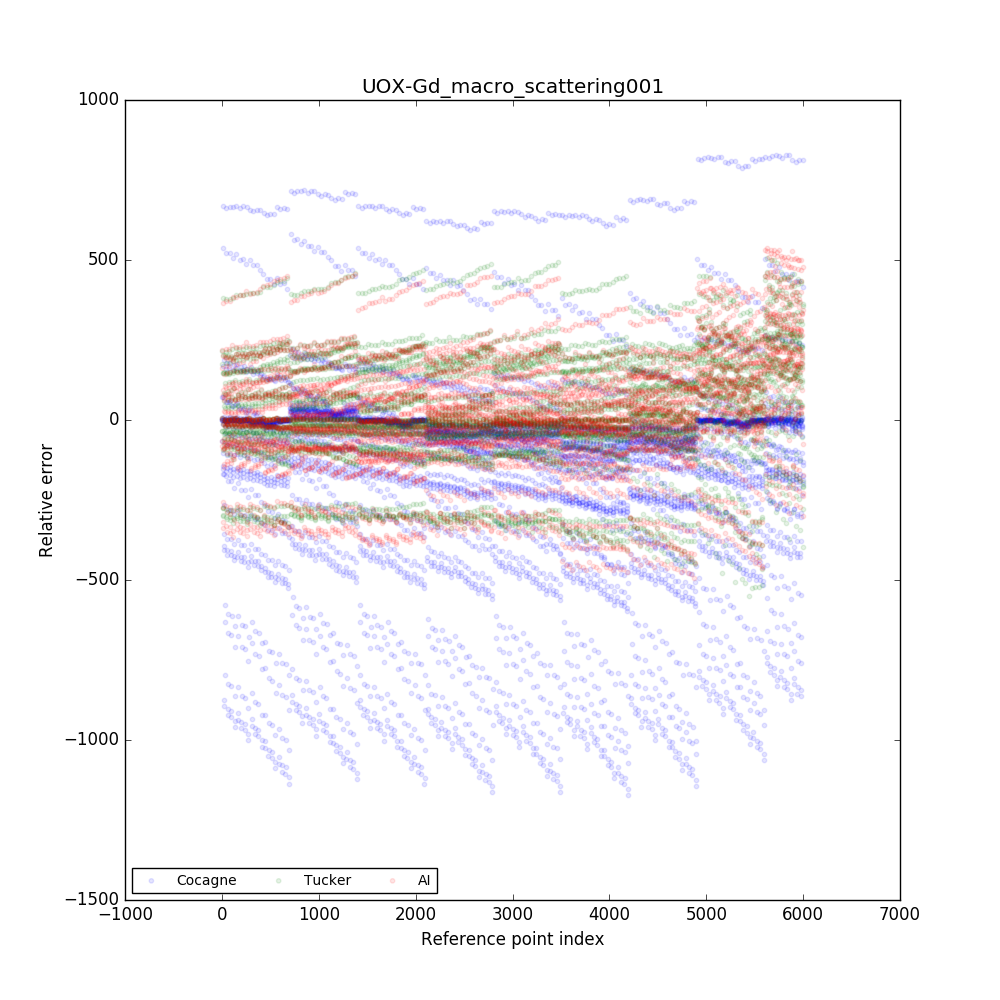 UOX-Gd_macro_scattering001
1000
500
0
−500
−1000
−1500
Relative error
Cocagne Tucker AI
−1000 0 1000 2000 3000 4000 5000 6000 7000
Reference point index